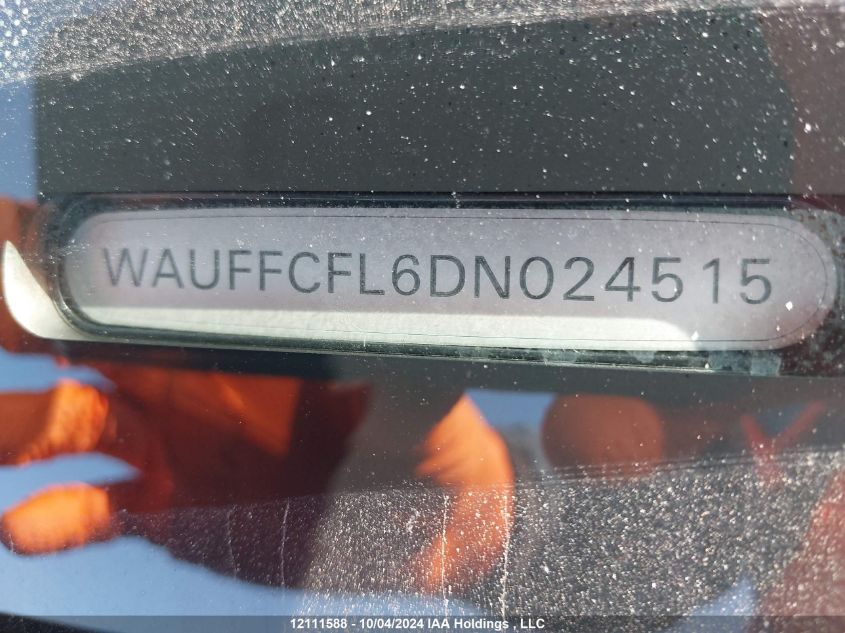 WAUFFCFL6DN024515
12111588 - 10/04/2024 IAA Holdings , LLC